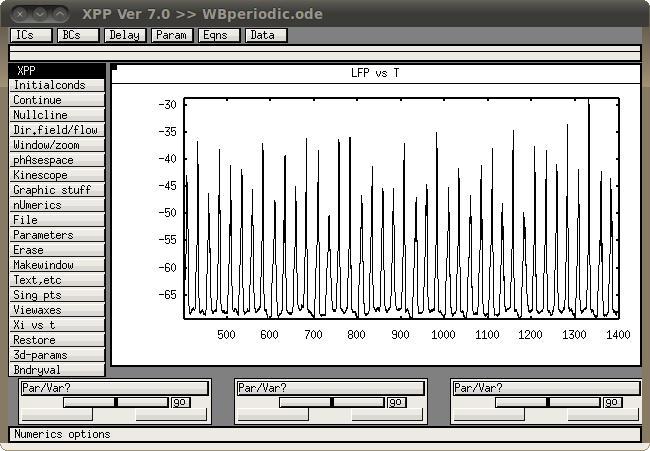 XPP Ver 7.0 >> WBperiodic.ode
ICs BCs Delay Param Eqns Data
XPP
Initialconds
Continue
Nullcline
Dir.field/flow
Window/zoom
phAsespace
Kinescope
Graphic stuff
nUmerics
File
Parameters
Erase
Makewindow
Text,etc
Sing pts
Viewaxes
Xi vs t
Restore
3d-params
Bndryval
LFP vs T
-30
-35
-40
-45
-50
-55
-60
-65
500 600 700 800 900 1000 1100 1200 1300 1400
Par/Var? Par/Var? Par/Var?
go go go
Numerics options